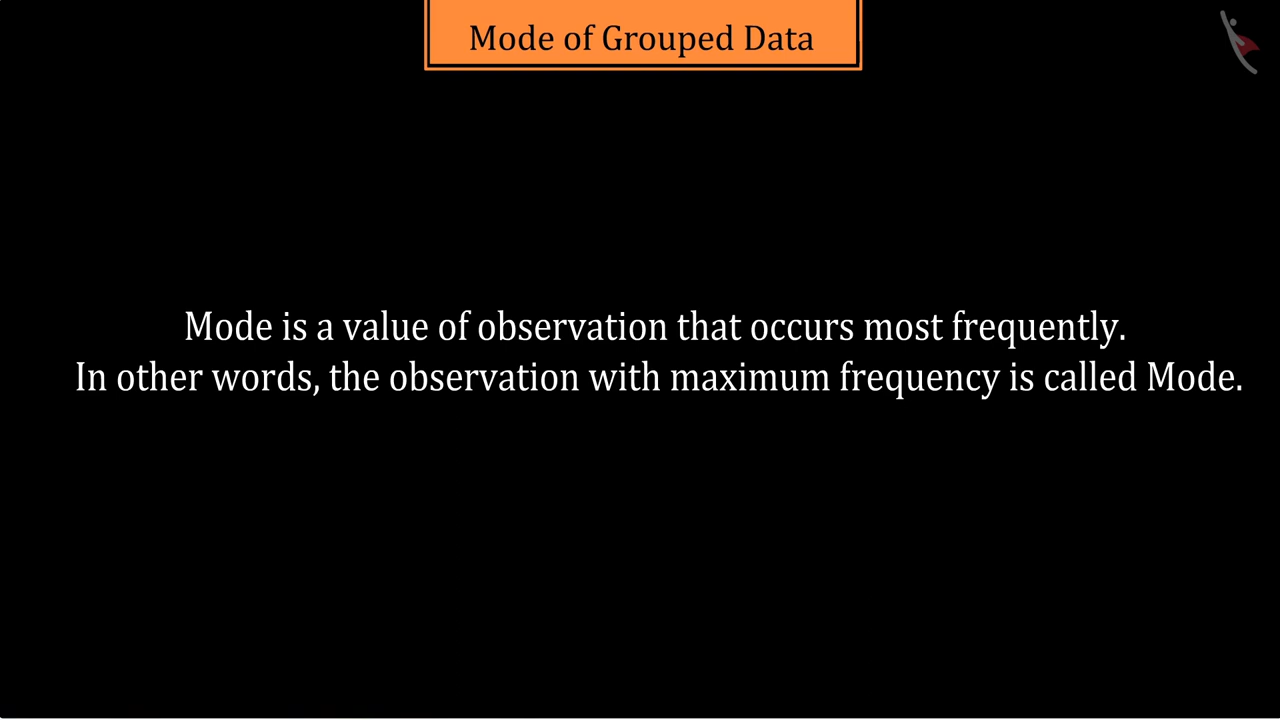 Mode of Grouped Data
Mode is a value of observation that occurs most frequently.
In other words, the observation with maximum frequency is called Mode.